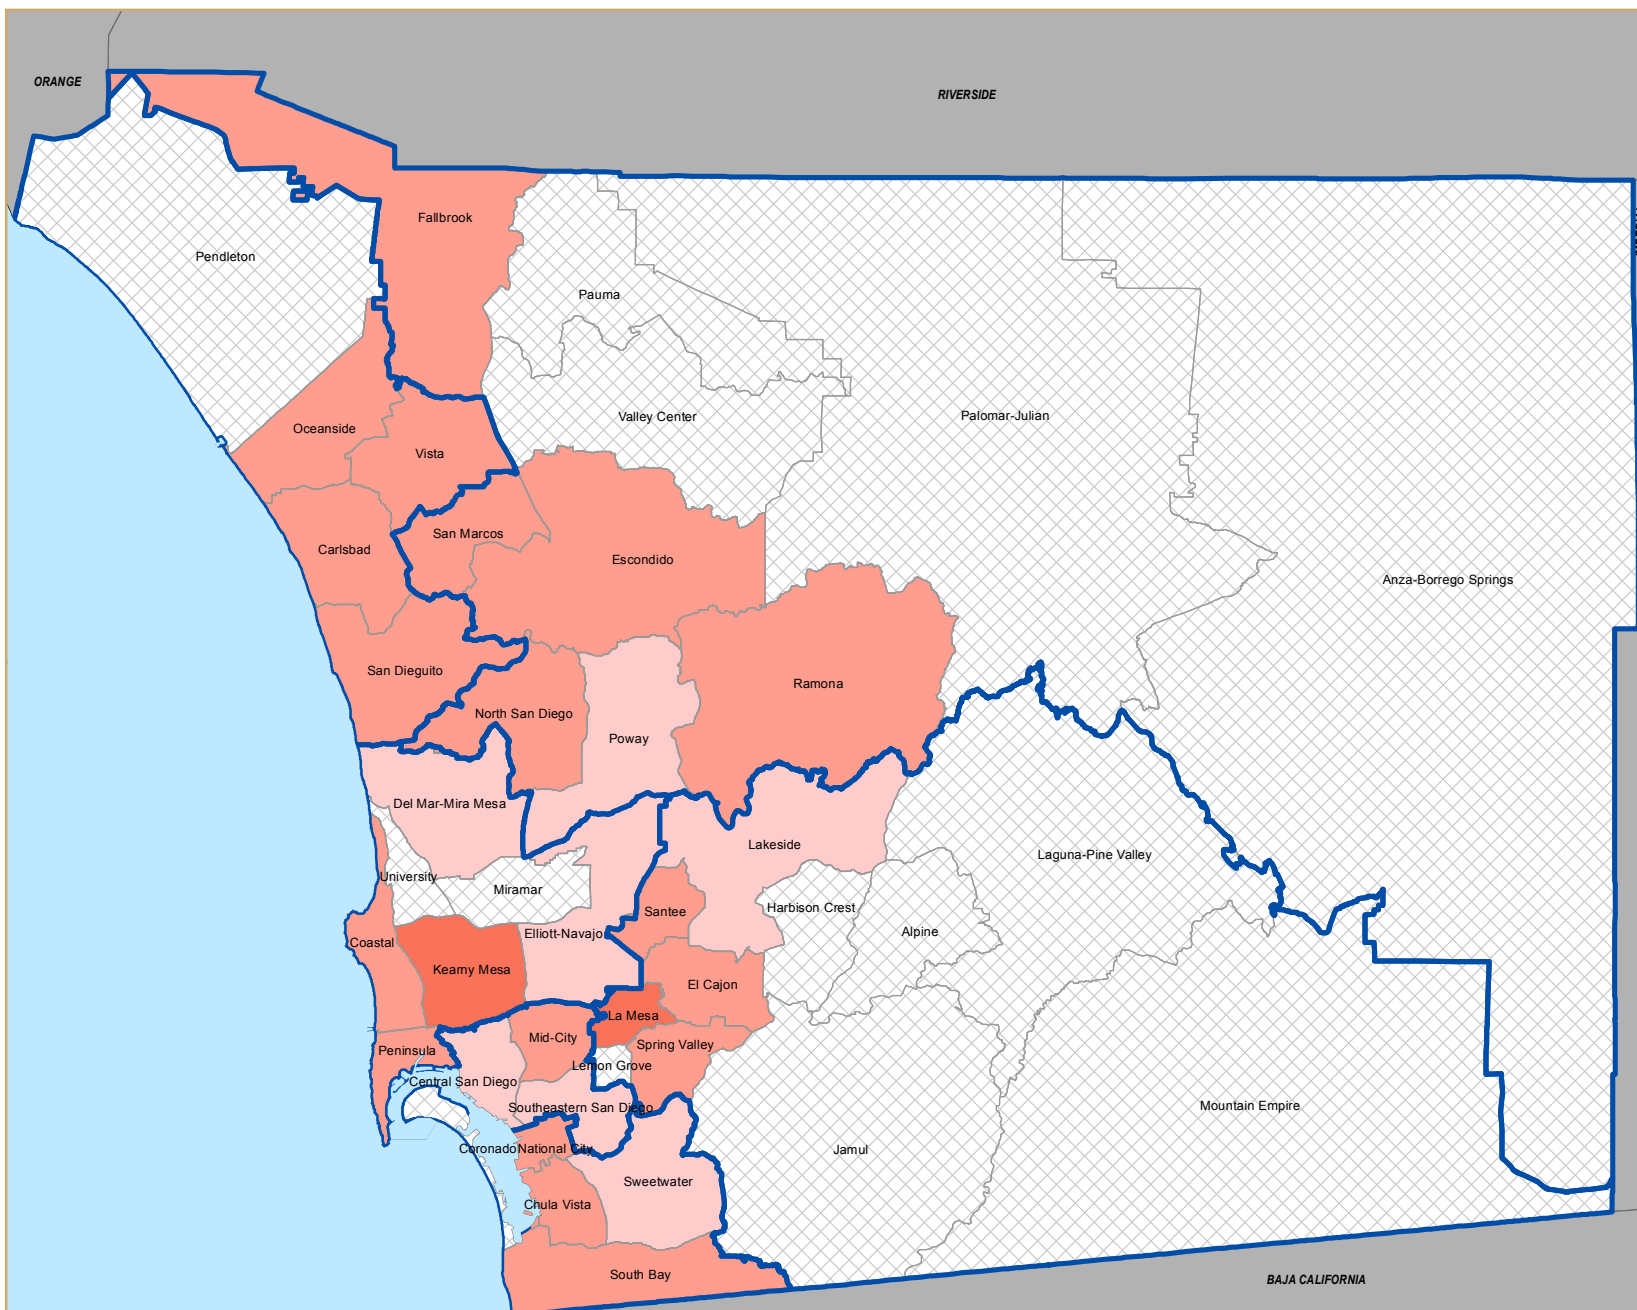 ORANGE
RIVERSIDE
Fallbrook
Pendleton
Pauma
Valley Center
Palomar-Julian
Oceanside
Vista
San Marcos
Carlsbad
Escondido
Anza-Borrego Springs
San Dieguito
Ramona
North San Diego
Poway
Del Mar-Mira Mesa
Lakeside
Laguna-Pine Valley
University
Miramar
Harbison Crest
Santee
Alpine
Elliott-Navajo
Coastal
Kearny Mesa
El Cajon
La Mesa
Mid-City
Spring Valley
Peninsula
Lemon Grove
Central San Diego
Southeastern San Diego
Mountain Empire
Coronado
National City
Jamul
Sweetwater
Chula Vista
South Bay
BAJA CALIFORNIA